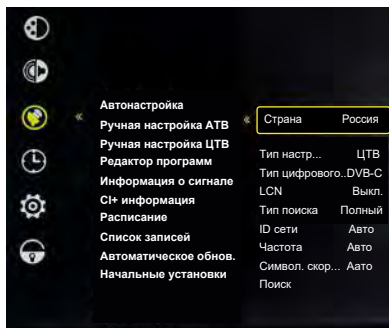 Автонастройка
Ручная настройка АТВ
Ручная настройка ЦТВ
Редактор программ
Информация о сигнале
CI+ информация
Расписание
Список записей
Автоматическое обнов.
Начальные установки
Страна Россия
Тип настр... ЦТВ
Тип цифрового..DVB-C
LCN Выкл.
Тип поиска Полный
ID сети Авто
Частота Авто
Символ. скор... Аато
Поиск